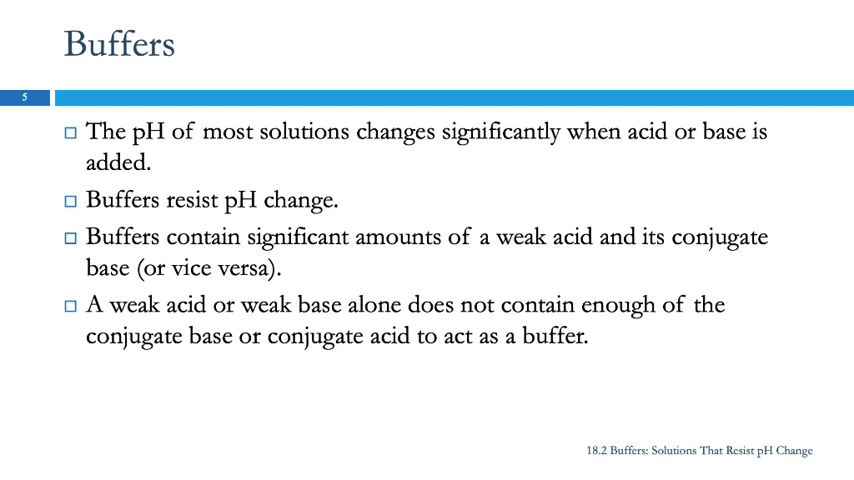 Buffers
5
The pH of most solutions changes significantly when acid or base is
added.
Buffers resist pH change.
Buffers contain significant amounts of a weak acid and its conjugate
base (or vice versa).
A weak acid or weak base alone does not contain enough of the
conjugate base or conjugate acid to act as a buffer.
18.2 Buffers: Solutions That Resist pH Change